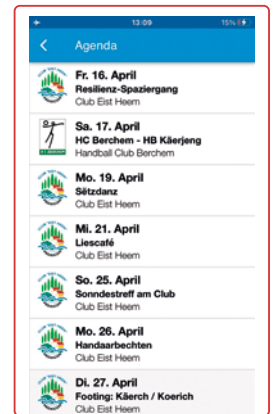 13:09
15%
Agenda
Fr. 16. April
Resilienz-Spaziergang
Club Eist Heem
Sa. 17. April
HC Berchem - HB Käerjeng
Handball Club Berchem
Mo. 19. April
Sëtzdanz
Club Eist Heem
Mi. 21. April
Liescafé
Club Eist Heem
So. 25. April
Sonndestreff am Club
Club Eist Heem
Mo. 26. April
Handaarbechten
Club Eist Heem
Di. 27. April
Footing: Käerch / Koerich
Club Eist Heem